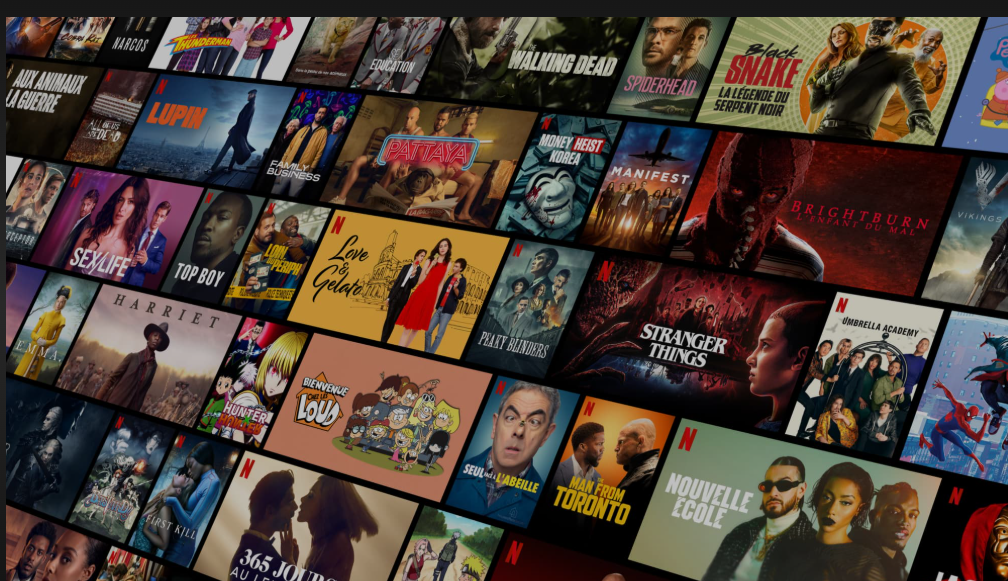 NARCOS
THUNDERMAN
SEX
EDUCATION
WALKING DEAD
SPIDERHEAD
Black
SNAKE
LA LÉGENDE DU
SERPENT NOIR
AUX ANIMAUX
LA GUERRE
N
LUPIN
N
FAMILY
BUSINESS
PATTAYA
N
MONEY HEIST
KOREA
N
MANIFEST
BRIGHTBURN
L'ENFANT DU MAL
VIKINGS
N
SEX/LIFE
N
TOP BOY
N
N
Love
&
Gelato
N
PEAKY BLINDERS
N
STRANGER
THINGS
N
UMBRELLA ACADEMY
EMMA.
HARRIET
N
HUNTER
BIENVENUE
CHEZ LES
LOUD
N
SEUL L'ABEILLE
N
MAN FROM
TORONTO
N
NOUVELLE
ÉCOLE
N
N
FIRST KILL
N
365 JOURS
N
N
N